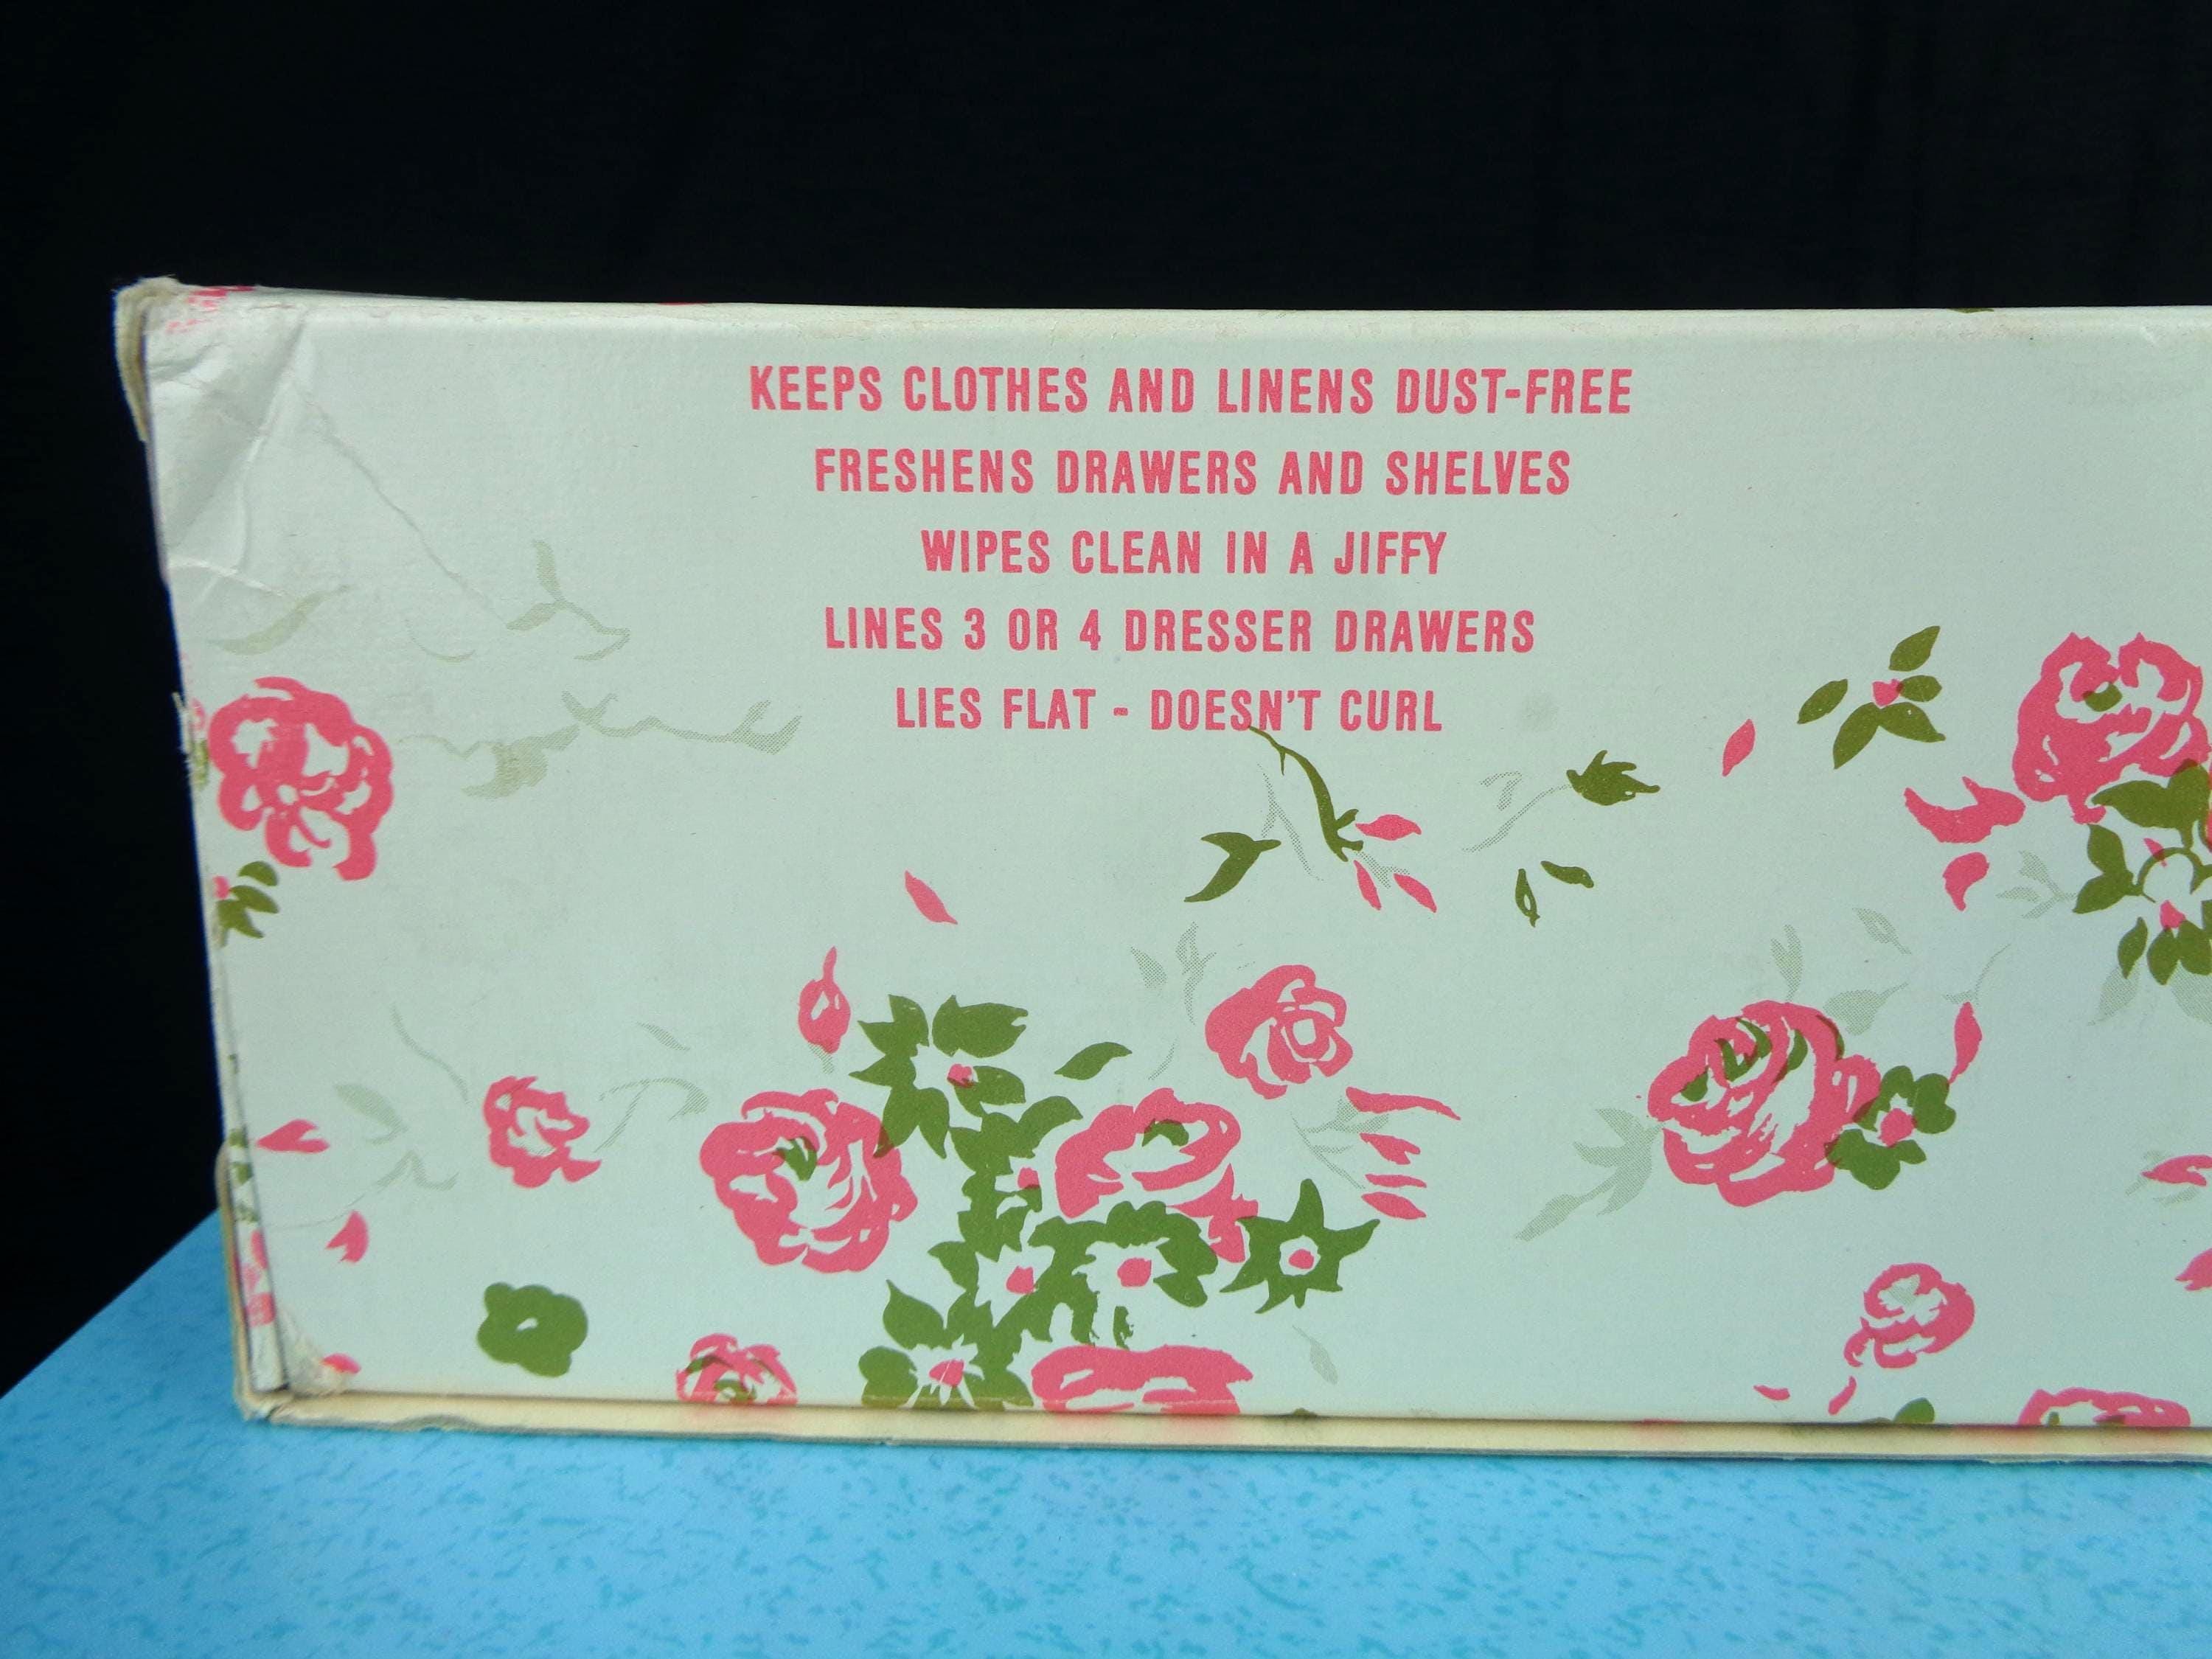 KEEPS CLOTHES AND LINENS DUST-FREE
FRESHENS DRAWERS AND SHELVES
WIPES CLEAN IN A JIFFY
LINES 3 OR 4 DRESSER DRAWERS
LIES FLAT - DOESN'T CURL